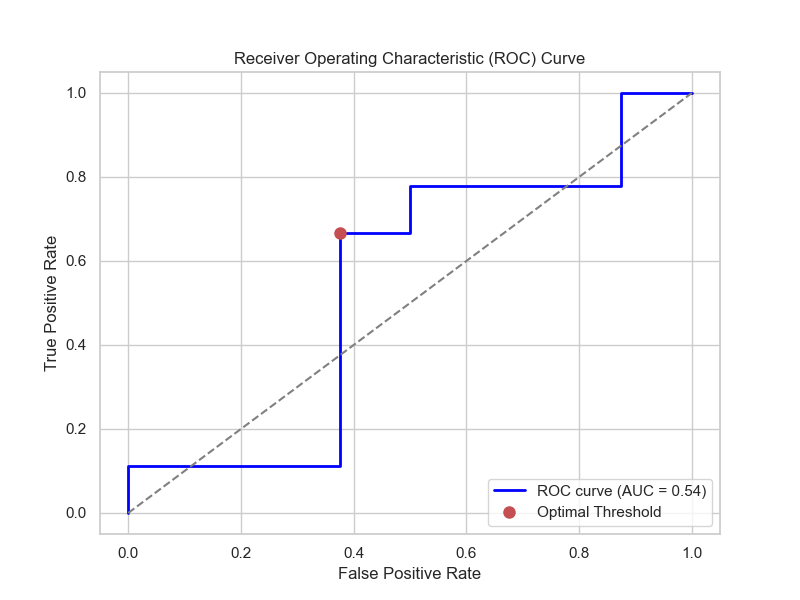 Receiver Operating Characteristic (ROC) Curve
True Positive Rate
1.0
0.8
0.6
0.4
0.2
0.0
0.0 0.2 0.4 0.6 0.8 1.0
False Positive Rate
ROC curve (AUC = 0.54)
Optimal Threshold